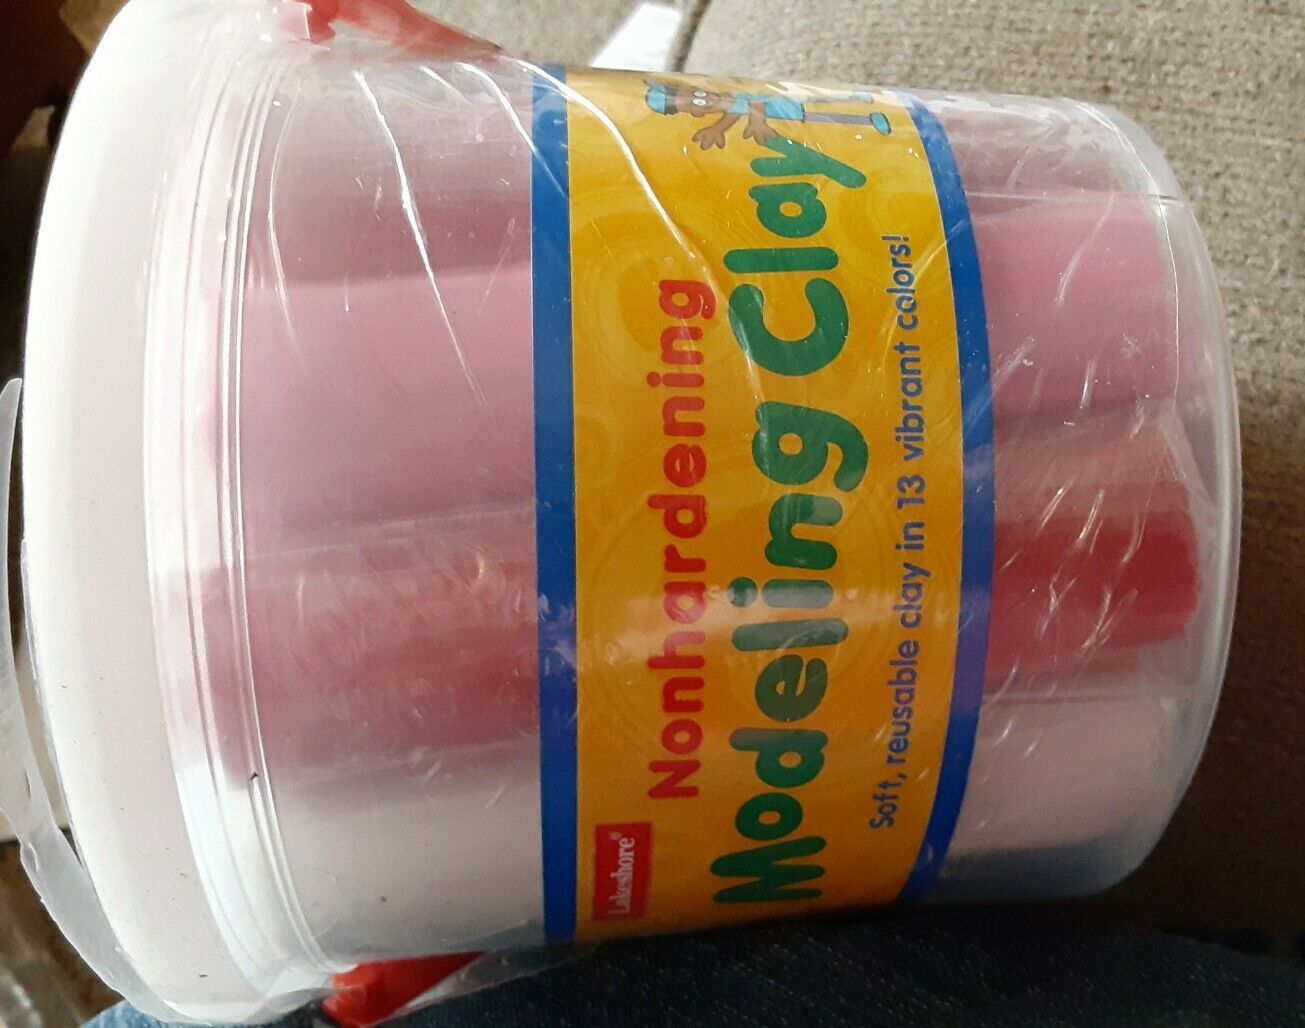 Lakeshore®
Nonhardening
Modeling Clay
Soft, reusable clay in 13 vibrant colors!